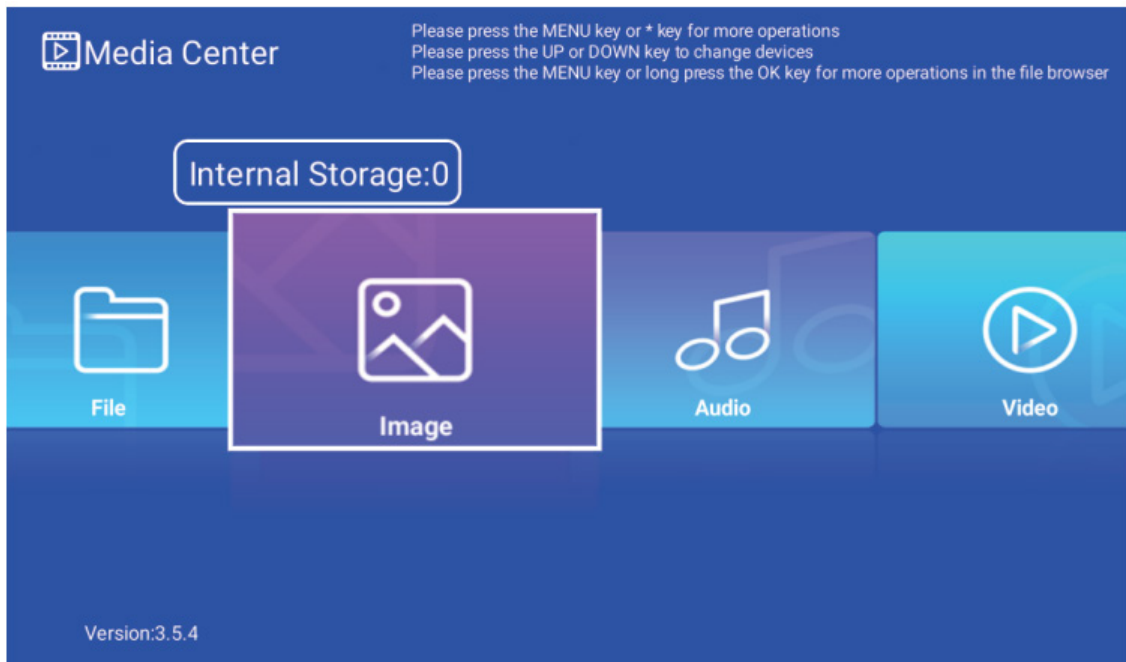 Media Center
Please press the MENU key or * key for more operations
Please press the UP or DOWN key to change devices
Please press the MENU key or long press the OK key for more operations in the file browser
Internal Storage:0
File
Image
Audio
Video
Version:3.5.4